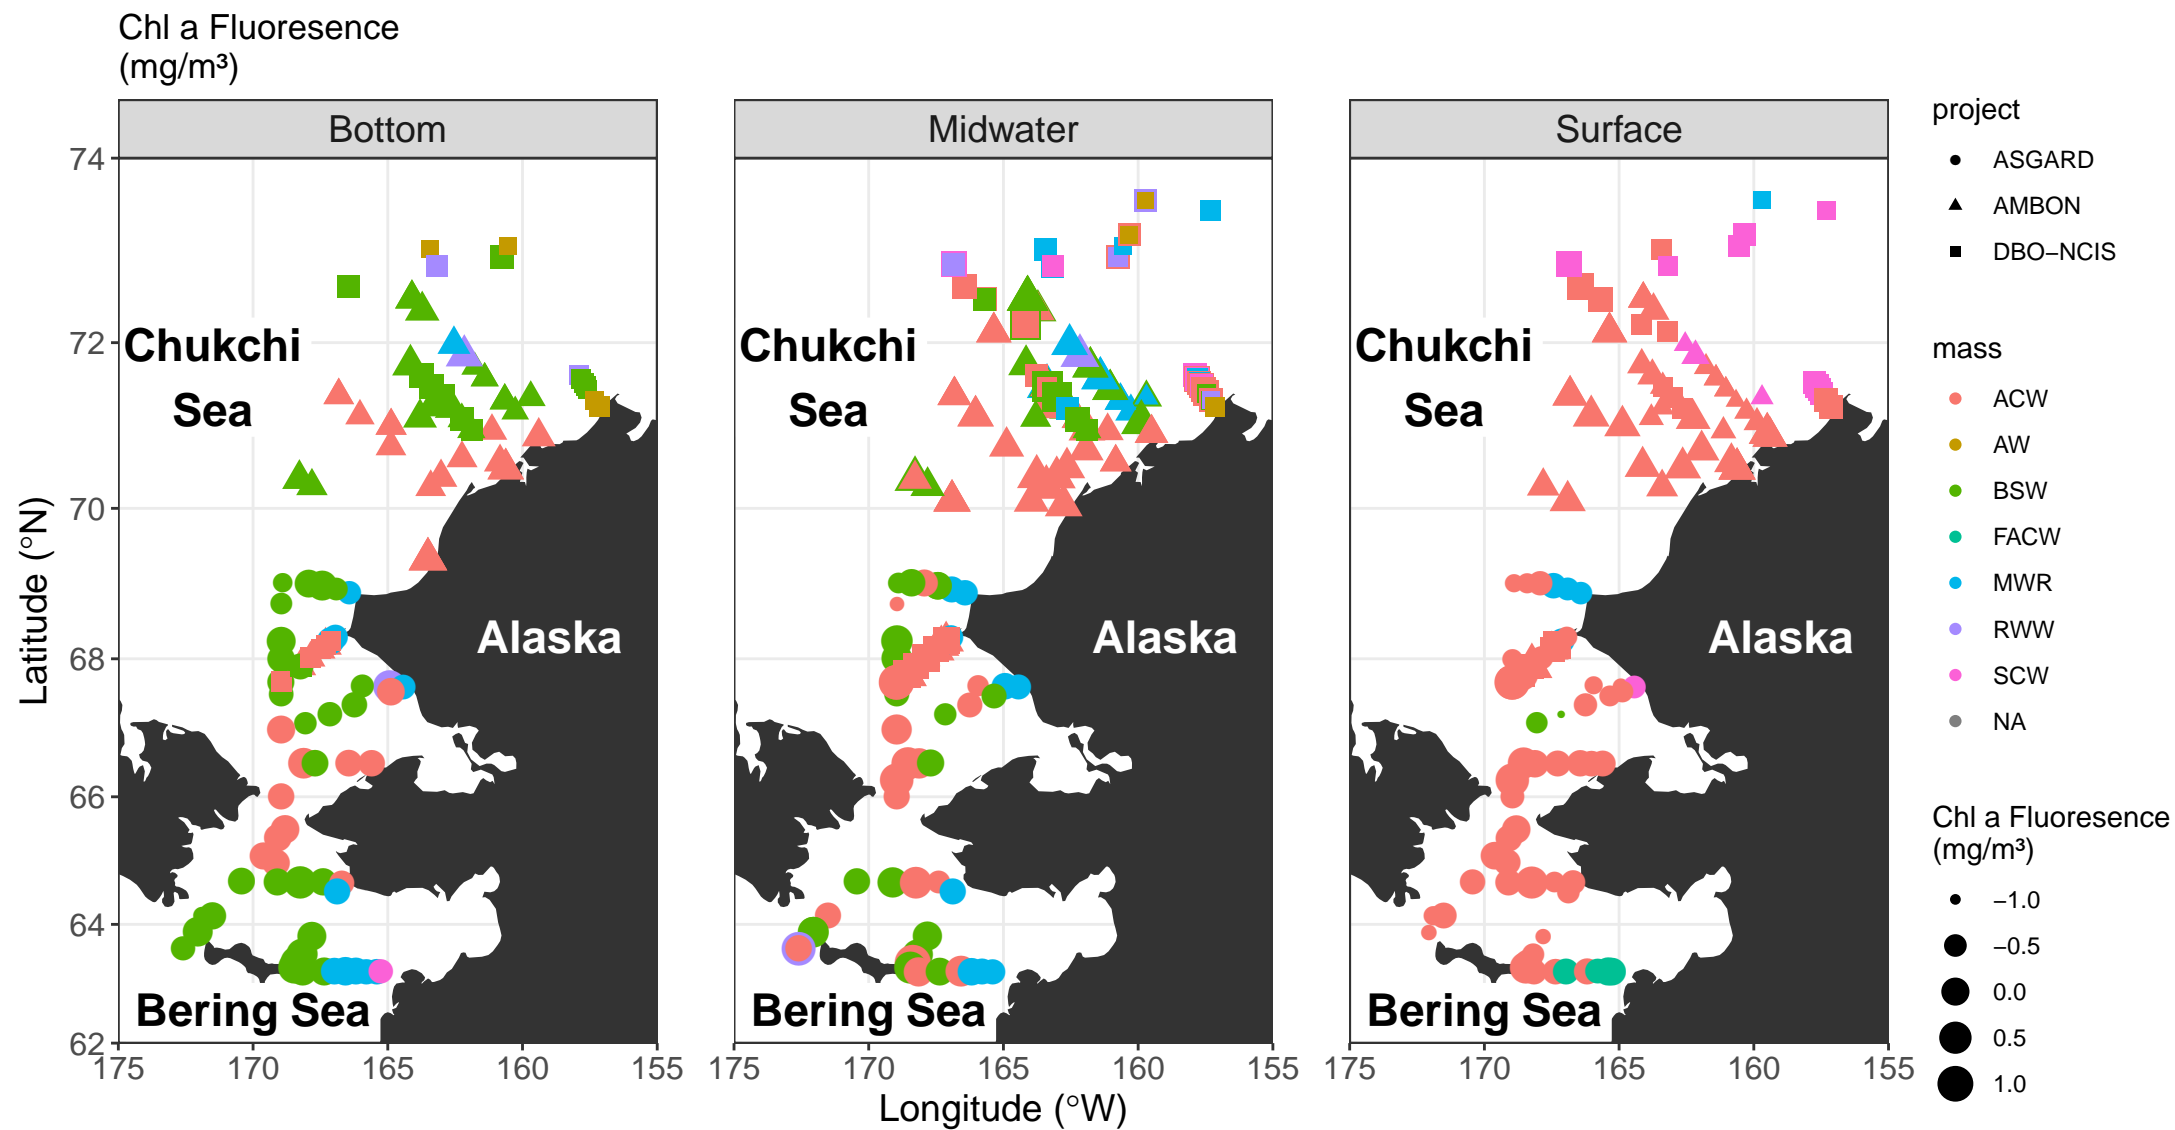 Chl a Fluoresence
(mg/m³)
Bottom
Midwater
Surface
74
72
70
68
66
64
62
Latitude (°N)
Chukchi
Sea
Alaska
Bering Sea
Chukchi
Sea
Alaska
Bering Sea
Chukchi
Sea
Alaska
Bering Sea
175 170 165 160 155
175 170 165 160 155
175 170 165 160 155
Longitude (°W)
project
ASGARD
AMBON
DBO−NCIS
mass
ACW
AW
BSW
FACW
MWR
RWW
SCW
NA
Chl a Fluoresence
(mg/m³)
−1.0
−0.5
0.0
0.5
1.0